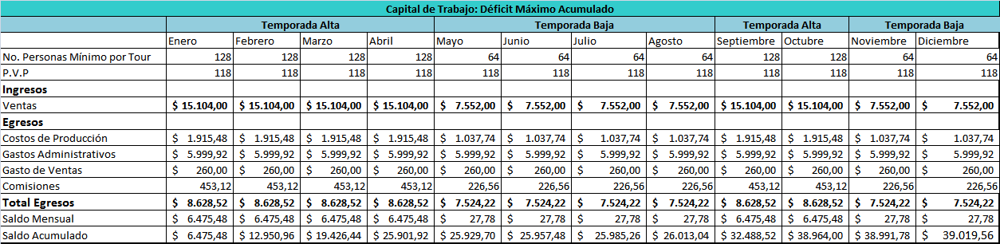 Capital de Trabajo: Déficit Máximo Acumulado
Temporada Alta Temporada Baja Temporada Alta Temporada Baja
Enero Febrero Marzo Abril Mayo Junio Julio Agosto Septiembre Octubre Noviembre Diciembre
No. Personas Mínimo por Tour 128 128 128 128 64 64 64 64 128 128 64 64
P.V.P 118 118 118 118 118 118 118 118 118 118 118 118
Ingresos
Ventas $ 15.104,00 $ 15.104,00 $ 15.104,00 $ 15.104,00 $ 7.552,00 $ 7.552,00 $ 7.552,00 $ 7.552,00 $ 15.104,00 $ 15.104,00 $ 7.552,00 $ 7.552,00
Egresos
Costos de Producción $ 1.915,48 $ 1.915,48 $ 1.915,48 $ 1.915,48 $ 1.037,74 $ 1.037,74 $ 1.037,74 $ 1.037,74 $ 1.915,48 $ 1.915,48 $ 1.037,74 $ 1.037,74
Gastos Administrativos $ 5.999,92 $ 5.999,92 $ 5.999,92 $ 5.999,92 $ 5.999,92 $ 5.999,92 $ 5.999,92 $ 5.999,92 $ 5.999,92 $ 5.999,92 $ 5.999,92 $ 5.999,92
Gasto de Ventas $ 260,00 $ 260,00 $ 260,00 $ 260,00 $ 260,00 $ 260,00 $ 260,00 $ 260,00 $ 260,00 $ 260,00 $ 260,00 $ 260,00
Comisiones 453,12 453,12 453,12 453,12 226,56 226,56 226,56 226,56 453,12 453,12 226,56 226,56
Total Egresos $ 8.628,52 $ 8.628,52 $ 8.628,52 $ 8.628,52 $ 7.524,22 $ 7.524,22 $ 7.524,22 $ 7.524,22 $ 8.628,52 $ 8.628,52 $ 7.524,22 $ 7.524,22
Saldo Mensual $ 6.475,48 $ 6.475,48 $ 6.475,48 $ 6.475,48 $ 27,78 $ 27,78 $ 27,78 $ 27,78 $ 6.475,48 $ 6.475,48 $ 27,78 $ 27,78
Saldo Acumulado $ 6.475,48 $ 12.950,96 $ 19.426,44 $ 25.901,92 $ 25.929,70 $ 25.957,48 $ 25.985,26 $ 26.013,04 $ 32.488,52 $ 38.964,00 $ 38.991,78 $ 39.019,56